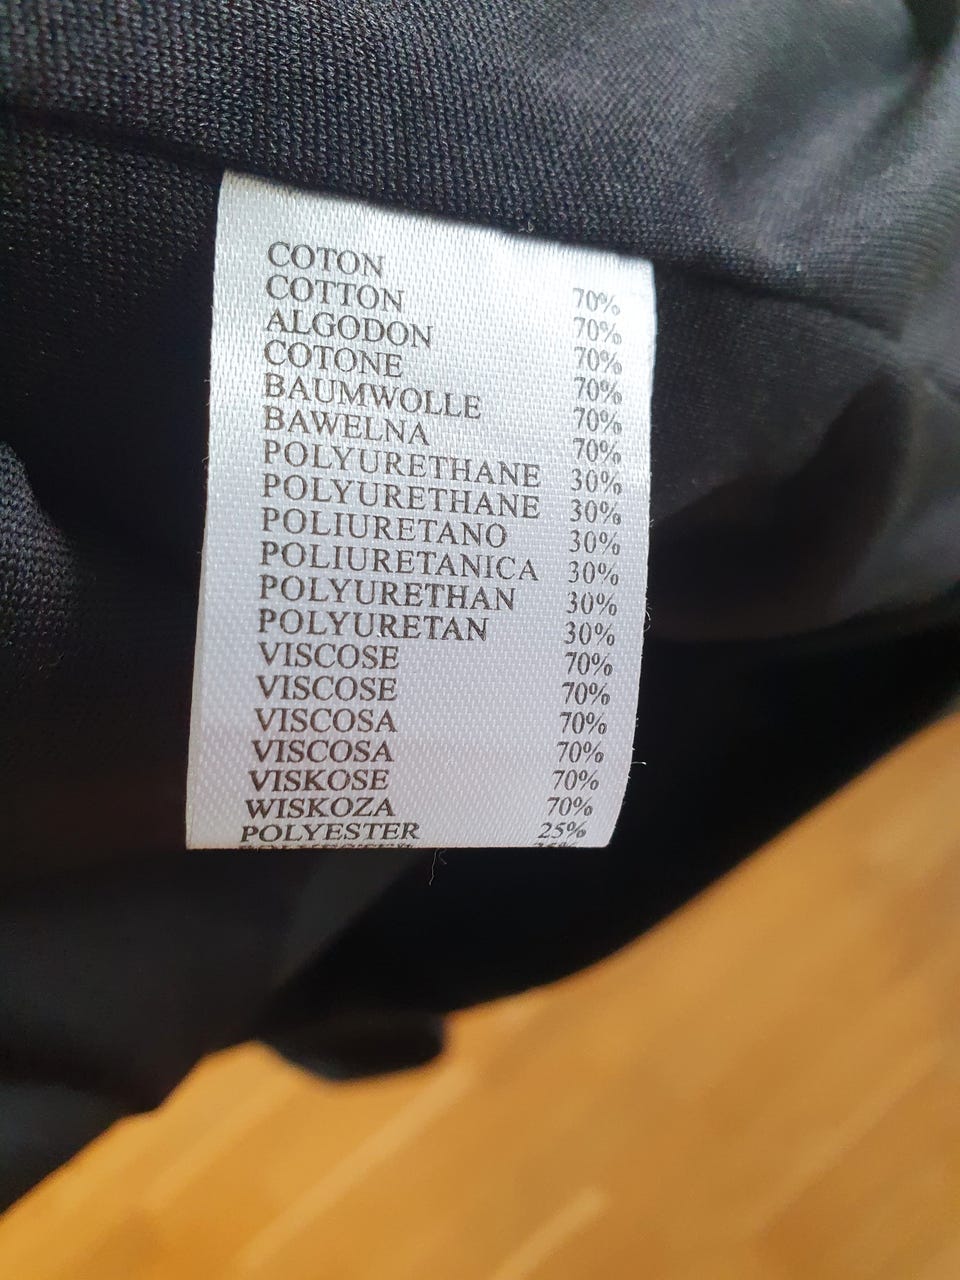 COTON 70%
COTTON 70%
ALGODON 70%
COTONE 70%
BAUMWOLLE 70%
BAWELNA 70%
POLYURETHANE 30%
POLYURETHANE 30%
POLIURETANO 30%
POLIURETANICA 30%
POLYURETHAN 30%
POLYURETAN 30%
VISCOSE 70%
VISCOSE 70%
VISCOSA 70%
VISCOSA 70%
VISKOSE 70%
WISKOZA 70%
POLYESTER 25%